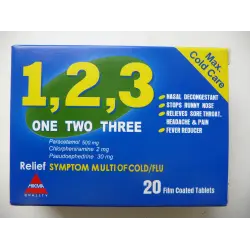 Max.
Cold Care
1,2,3
ONE TWO THREE
Paracetamol 500 mg
Chlorpheniramine 2 mg
Pseudoephedrine 30 mg
• NASAL DECONGESTANT
• STOPS RUNNY NOSE
• RELIEVES SORE THROAT,
HEADACHE & PAIN
• FEVER REDUCER
Relief SYMPTOM MULTI OF COLD/FLU
QUALITY
20 Film Coated Tablets